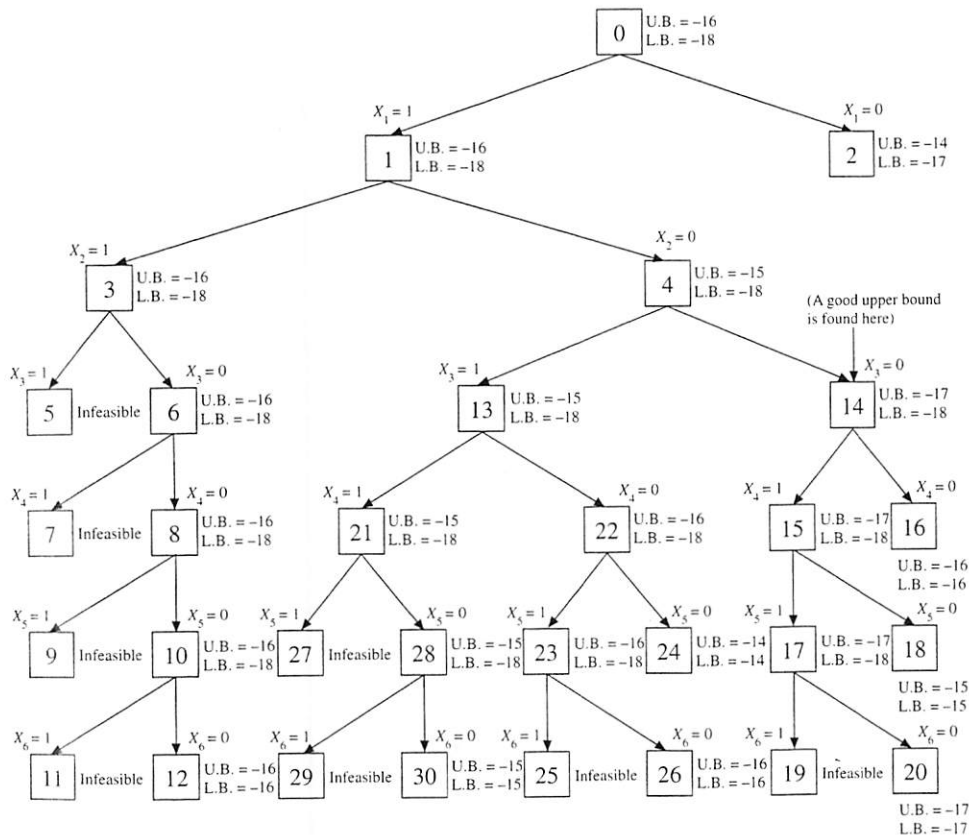 0
U.B. = –16
L.B. = –18
X1 = 1
X1 = 0
1
U.B. = –16
L.B. = –18
2
U.B. = –14
L.B. = –17
X2 = 1
X2 = 0
3
U.B. = –16
L.B. = –18
4
U.B. = –15
L.B. = –18
(A good upper bound
is found here)
X3 = 1
X3 = 0
X3 = 1
X3 = 0
5
Infeasible
6
U.B. = –16
L.B. = –18
13
U.B. = –15
L.B. = –18
14
U.B. = –17
L.B. = –18
X4 = 1
X4 = 0
X4 = 1
X4 = 0
X4 = 1
X4 = 0
7
Infeasible
8
U.B. = –16
L.B. = –18
21
U.B. = –15
L.B. = –18
22
U.B. = –16
L.B. = –18
15
U.B. = –17
L.B. = –18
16
U.B. = –16
L.B. = –16
X5 = 1
X5 = 0
X5 = 1
X5 = 0
X5 = 1
X5 = 0
X5 = 1
X5 = 0
9
Infeasible
10
U.B. = –16
L.B. = –18
27
Infeasible
28
U.B. = –15
L.B. = –18
23
U.B. = –16
L.B. = –18
24
U.B. = –14
L.B. = –14
17
U.B. = –17
L.B. = –18
18
U.B. = –15
L.B. = –15
X6 = 1
X6 = 0
X6 = 1
X6 = 0
X6 = 1
X6 = 0
X6 = 1
X6 = 0
11
Infeasible
12
U.B. = –16
L.B. = –16
29
Infeasible
30
U.B. = –15
L.B. = –15
25
Infeasible
26
U.B. = –16
L.B. = –16
19
Infeasible
20
U.B. = –17
L.B. = –17